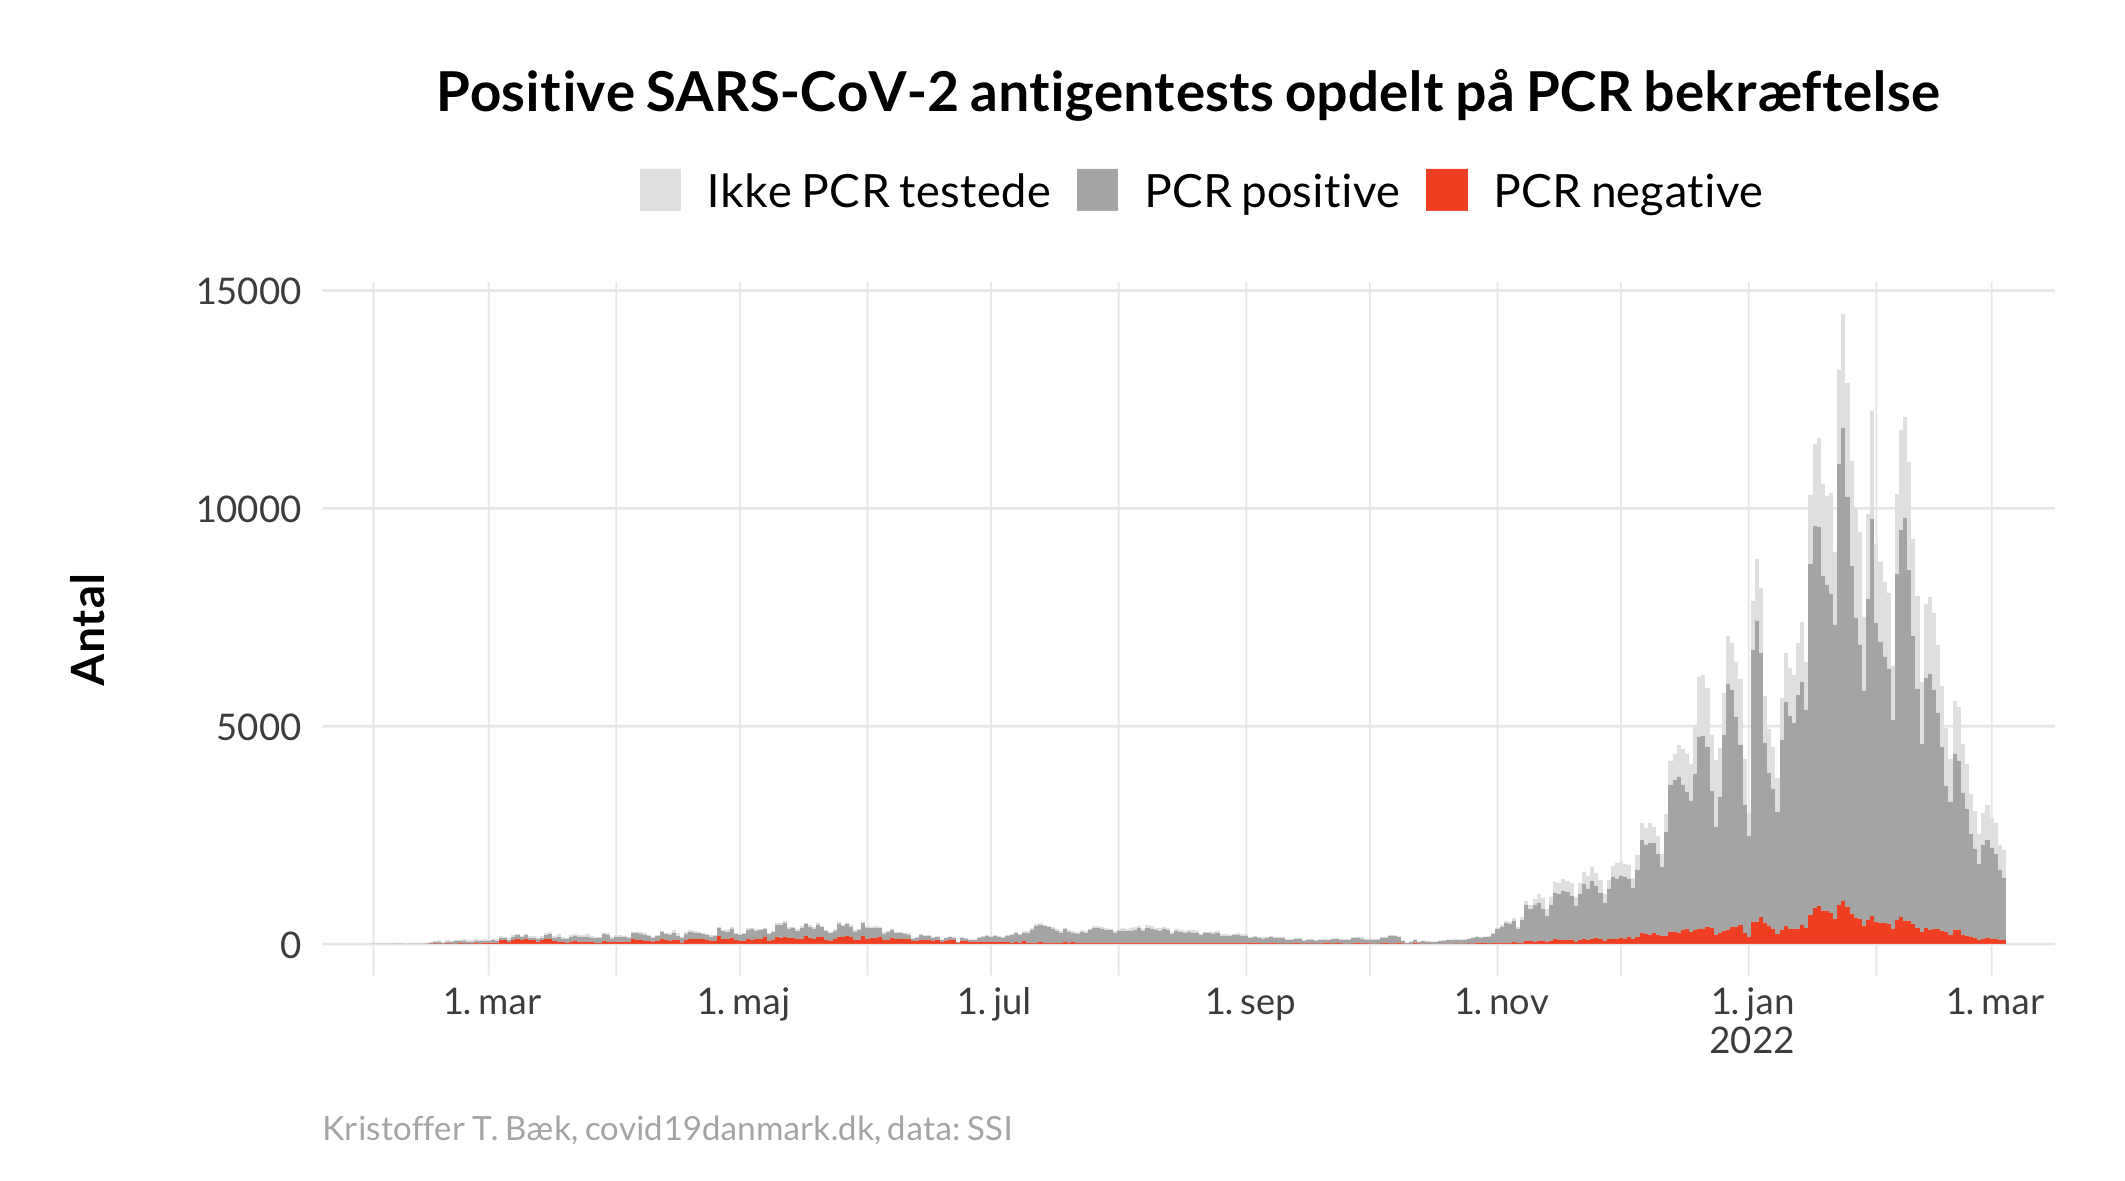 Positive SARS-CoV-2 antigentests opdelt på PCR bekræftelse
Ikke PCR testede PCR positive PCR negative
15000
10000
5000
0
Antal
1. mar 1. maj 1. jul 1. sep 1. nov 1. jan 1. mar
2022
Kristoffer T. Bæk, covid19danmark.dk, data: SSI